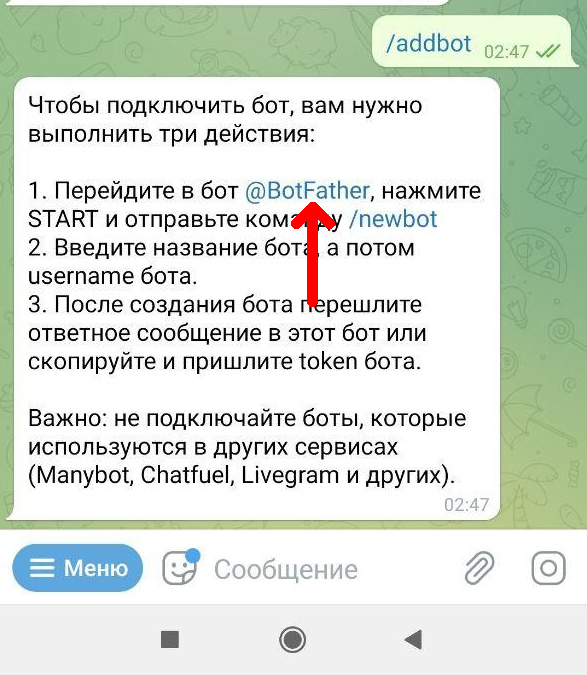 /addbot 02:47
Чтобы подключить бот, вам нужно
выполнить три действия:
1. Перейдите в бот @BotFather, нажмите
START и отправьте команду /newbot
2. Введите название бота, а потом
username бота.
3. После создания бота перешлите
ответное сообщение в этот бот или
скопируйте и пришлите token бота.
Важно: не подключайте боты, которые
используются в других сервисах
(Manybot, Chatfuel, Livegram и других).
02:47
Меню Сообщение